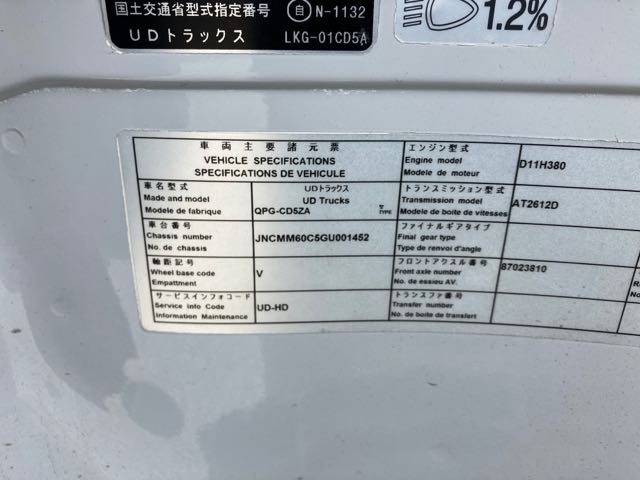 国土交通省型式指定番号 自 N-1132
UDトラックス LKG-01CD5A
1.2%
車両主要諸元票
VEHICLE SPECIFICATIONS
SPECIFICATIONS DE VEHICULE
エンジン型式
Engine model
Modele de moteur
D11H380
車名型式
Made and model
Modele de fabrique
UDトラックス
UD Trucks
QPG-CD5ZA
TYPE
トランスミッション型式
Transmission model
Modele de boite de vitesses
AT2612D
車台番号
Chassis number
No. de chassis
JNCMM60C5GU001452
ファイナルギアタイプ
Final gear type
Type de renvoi d'angle
軸距記号
Wheel base code
Empattment
V
フロントアクスル番号
Front axle number
No. de essieu AV.
87023810
サービスインフォコード
Service info Code
Information Maintenance
UD-HD
トランスファ番号
Transfer number
No. de boite de transfert